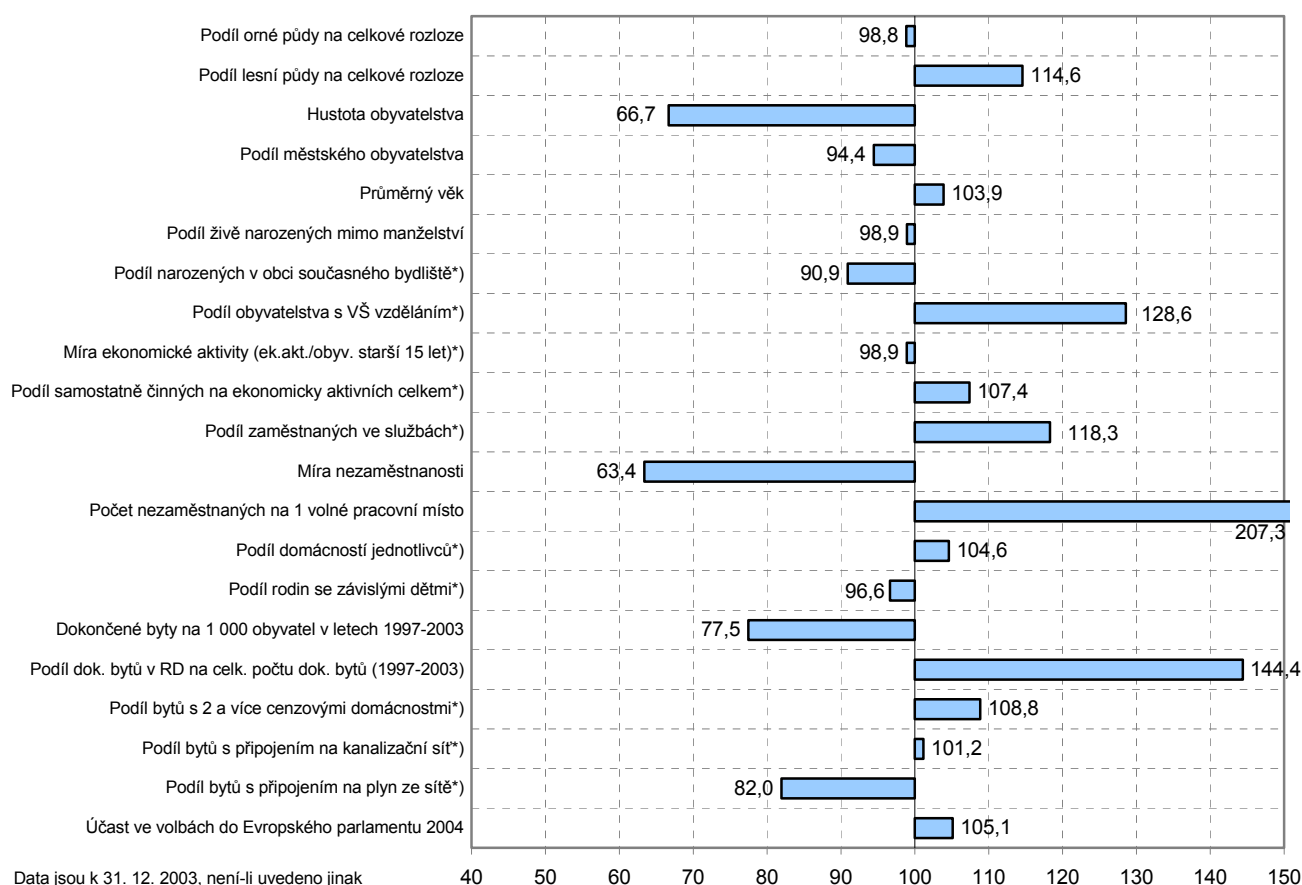 Podíl orné půdy na celkové rozloze 98,8
Podíl lesní půdy na celkové rozloze 114,6
Hustota obyvatelstva 66,7
Podíl městského obyvatelstva 94,4
Průměrný věk 103,9
Podíl živě narozených mimo manželství 98,9
Podíl narozených v obci současného bydliště*) 90,9
Podíl obyvatelstva s VŠ vzděláním*) 128,6
Míra ekonomické aktivity (ek.akt./obyv. starší 15 let)*) 98,9
Podíl samostatně činných na ekonomicky aktivních celkem*) 107,4
Podíl zaměstnaných ve službách*) 118,3
Míra nezaměstnanosti 63,4
Počet nezaměstnaných na 1 volné pracovní místo 207,3
Podíl domácností jednotlivců*) 104,6
Podíl rodin se závislými dětmi*) 96,6
Dokončené byty na 1 000 obyvatel v letech 1997-2003 77,5
Podíl dok. bytů v RD na celk. počtu dok. bytů (1997-2003) 144,4
Podíl bytů s 2 a více cenzovými domácnostmi*) 108,8
Podíl bytů s připojením na kanalizační síť*) 101,2
Podíl bytů s připojením na plyn ze sítě*) 82,0
Účast ve volbách do Evropského parlamentu 2004 105,1
40 50 60 70 80 90 100 110 120 130 140 150
Data jsou k 31. 12. 2003, není-li uvedeno jinak